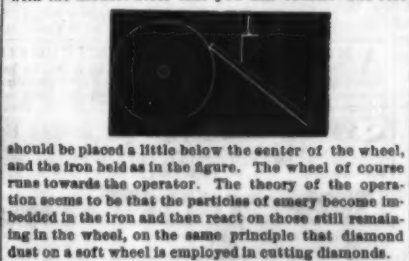 should be placed a little below the center of the wheel,
and the iron held as in the figure. The wheel of course
runs towards the operator. The theory of the opera-
tion seems to be that the particles of emery become im-
bedded in the iron and then react on those still remain-
ing in the wheel, on the same principle that diamond
dust on a soft wheel is employed in cutting diamonds.